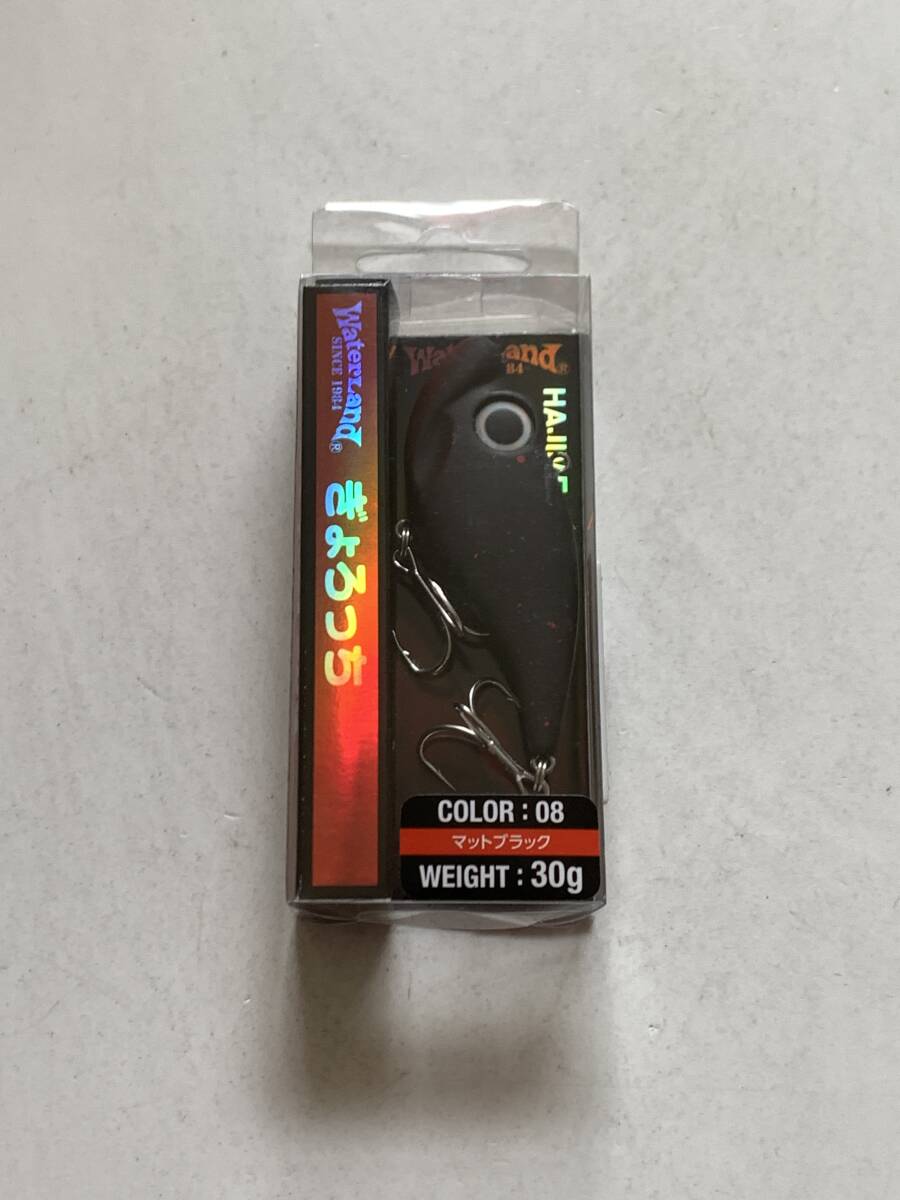 WaterLand®
SINCE 1984
ぎょろっち
COLOR : 08
マットブラック
WEIGHT : 30g